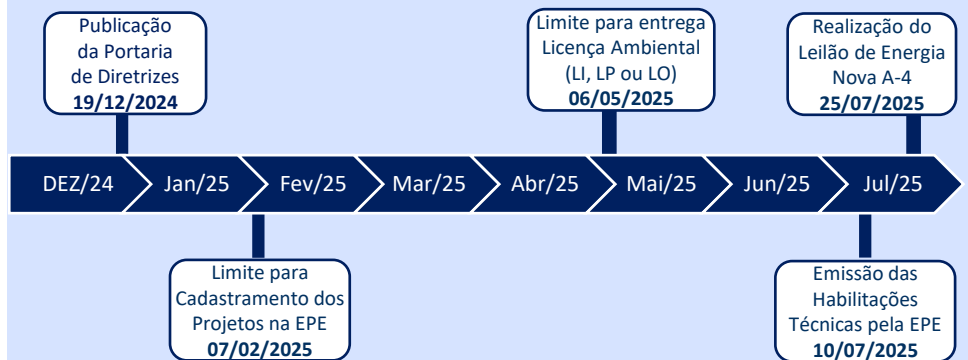 Publicação
da Portaria
de Diretrizes
19/12/2024
Limite para entrega
Licença Ambiental
(LI, LP ou LO)
06/05/2025
Realização do
Leilão de Energia
Nova A-4
25/07/2025
DEZ/24 Jan/25 Fev/25 Mar/25 Abr/25 Mai/25 Jun/25 Jul/25
Limite para
Cadastramento dos
Projetos na EPE
07/02/2025
Emissão das
Habilitações
Técnicas pela EPE
10/07/2025